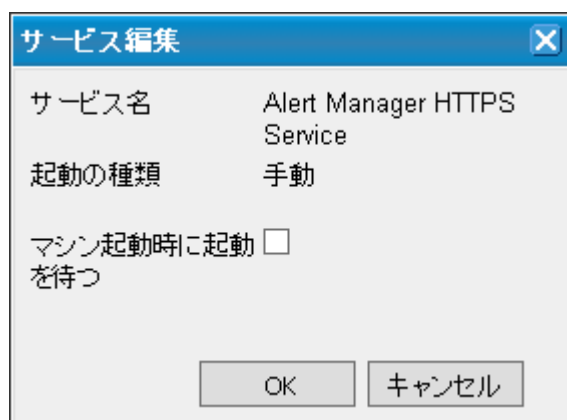 サービス編集
サービス名 Alert Manager HTTPS
Service
起動の種類 手動
マシン起動時に起動
を待つ
OK キャンセル